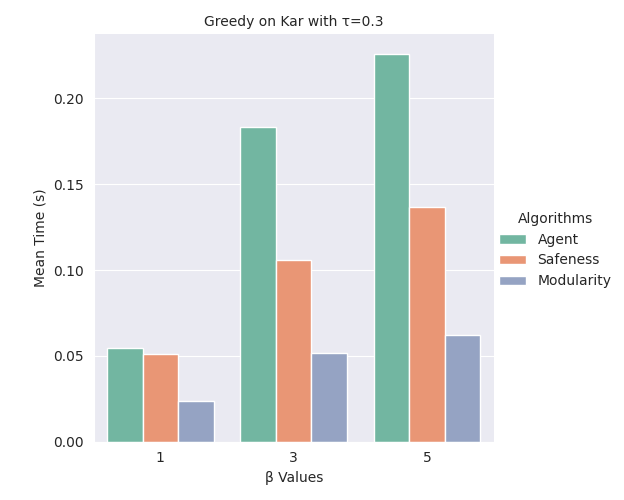 Greedy on Kar with τ=0.3
Mean Time (s)
0.20
0.15
0.10
0.05
0.00
1
3
5
β Values
Algorithms
Agent
Safeness
Modularity